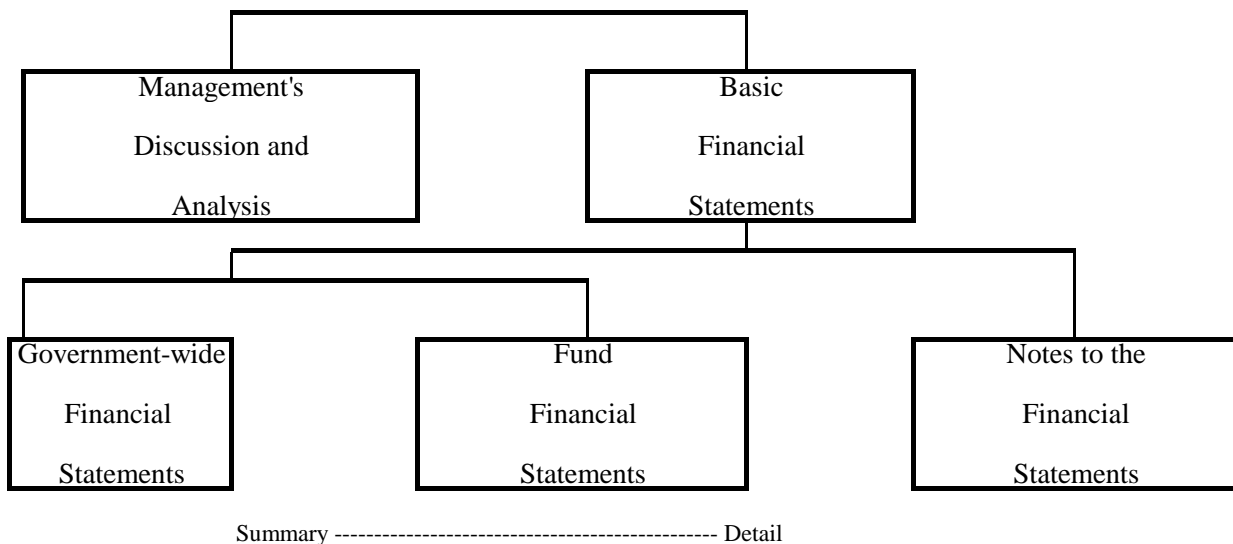 Management's
Discussion and
Analysis
Basic
Financial
Statements
Government-wide
Financial
Statements
Fund
Financial
Statements
Notes to the
Financial
Statements
Summary ------------------------------------------------ Detail